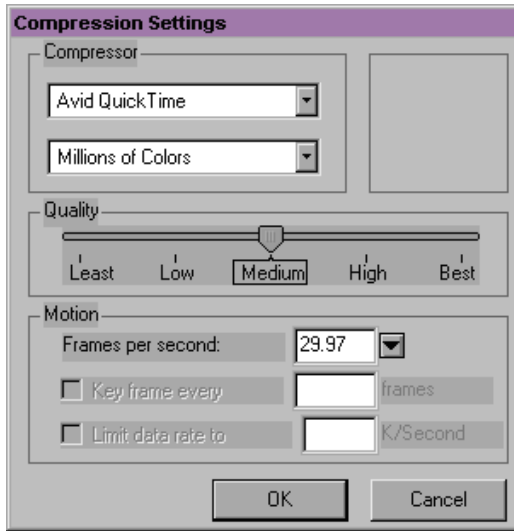 Compression Settings
Compressor
Avid QuickTime
Millions of Colors
Quality
Least Low Medium High Best
Motion
Frames per second: 29.97
Key frame every frames
Limit data rate to K/Second
OK Cancel